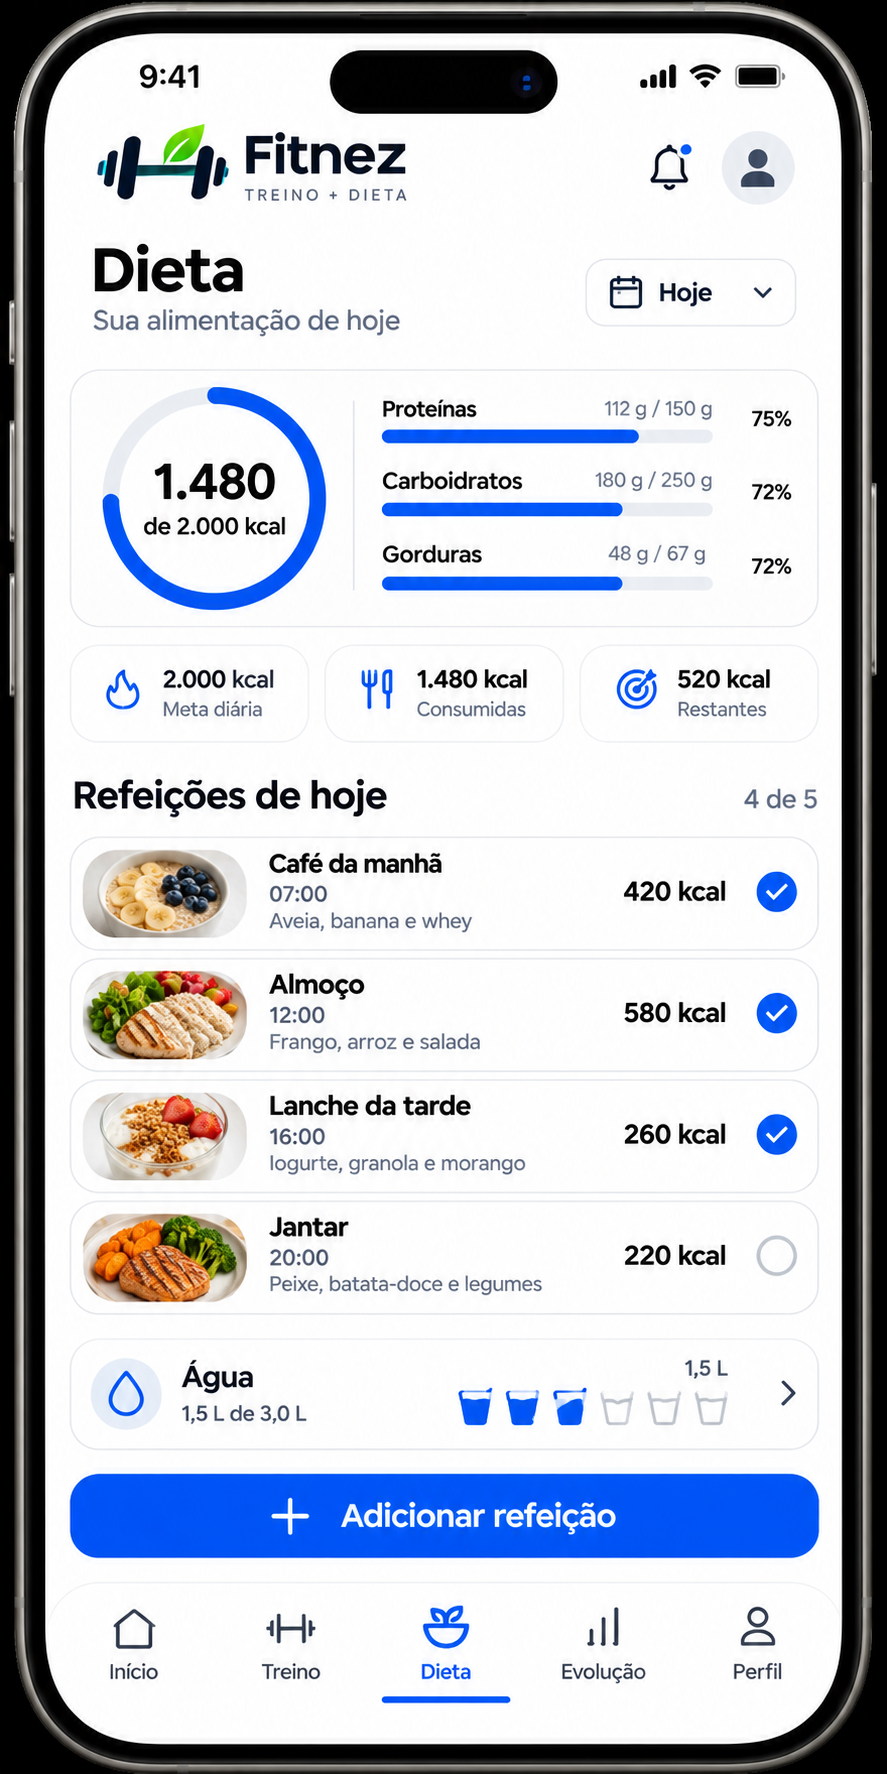 9:41
Fitnez
TREINO + DIETA
Dieta
Sua alimentação de hoje
Hoje
1.480
de 2.000 kcal
Proteínas 112 g / 150 g 75%
Carboidratos 180 g / 250 g 72%
Gorduras 48 g / 67 g 72%
2.000 kcal
Meta diária
1.480 kcal
Consumidas
520 kcal
Restantes
Refeições de hoje 4 de 5
Café da manhã
07:00
Aveia, banana e whey
420 kcal
Almoço
12:00
Frango, arroz e salada
580 kcal
Lanche da tarde
16:00
Iogurte, granola e morango
260 kcal
Jantar
20:00
Peixe, batata-doce e legumes
220 kcal
Água
1,5 L de 3,0 L
1,5 L
Adicionar refeição
Início Treino Dieta Evolução Perfil